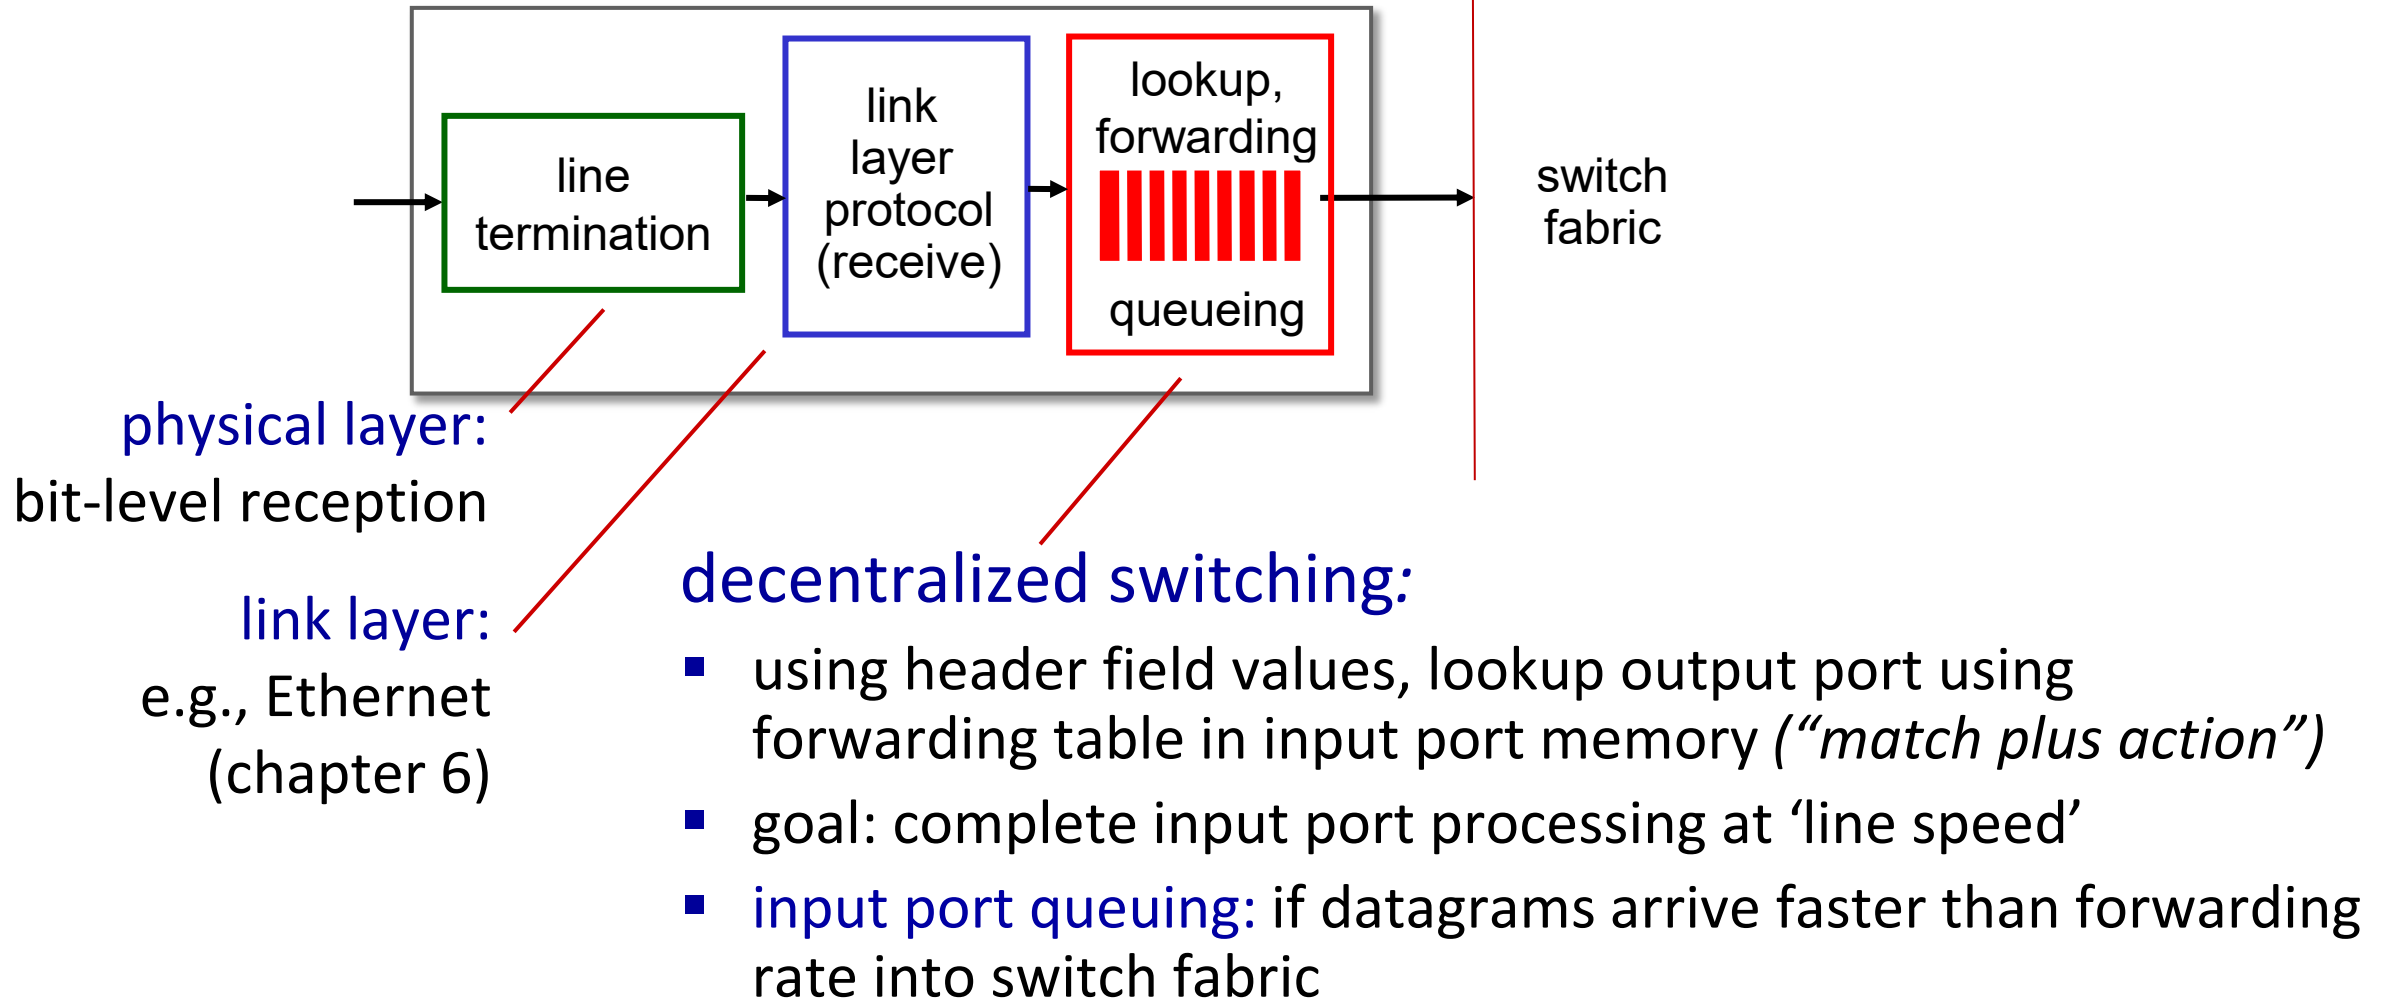 line
termination
link
layer
protocol
(receive)
lookup,
forwarding
queueing
switch
fabric
physical layer:
bit-level reception
link layer:
e.g., Ethernet
(chapter 6)
decentralized switching:
using header field values, lookup output port using
forwarding table in input port memory (“match plus action”)
goal: complete input port processing at ‘line speed’
input port queuing: if datagrams arrive faster than forwarding
rate into switch fabric